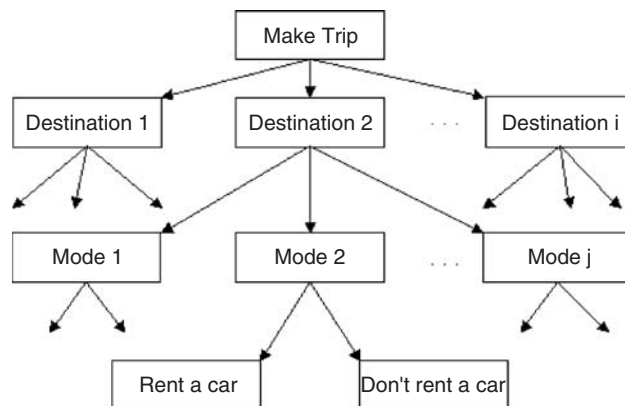 Make Trip
Destination 1
Destination 2
. . .
Destination i
Mode 1
Mode 2
. . .
Mode j
Rent a car
Don't rent a car